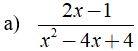 a) (2x − 1)/(x² − 4x + 4)